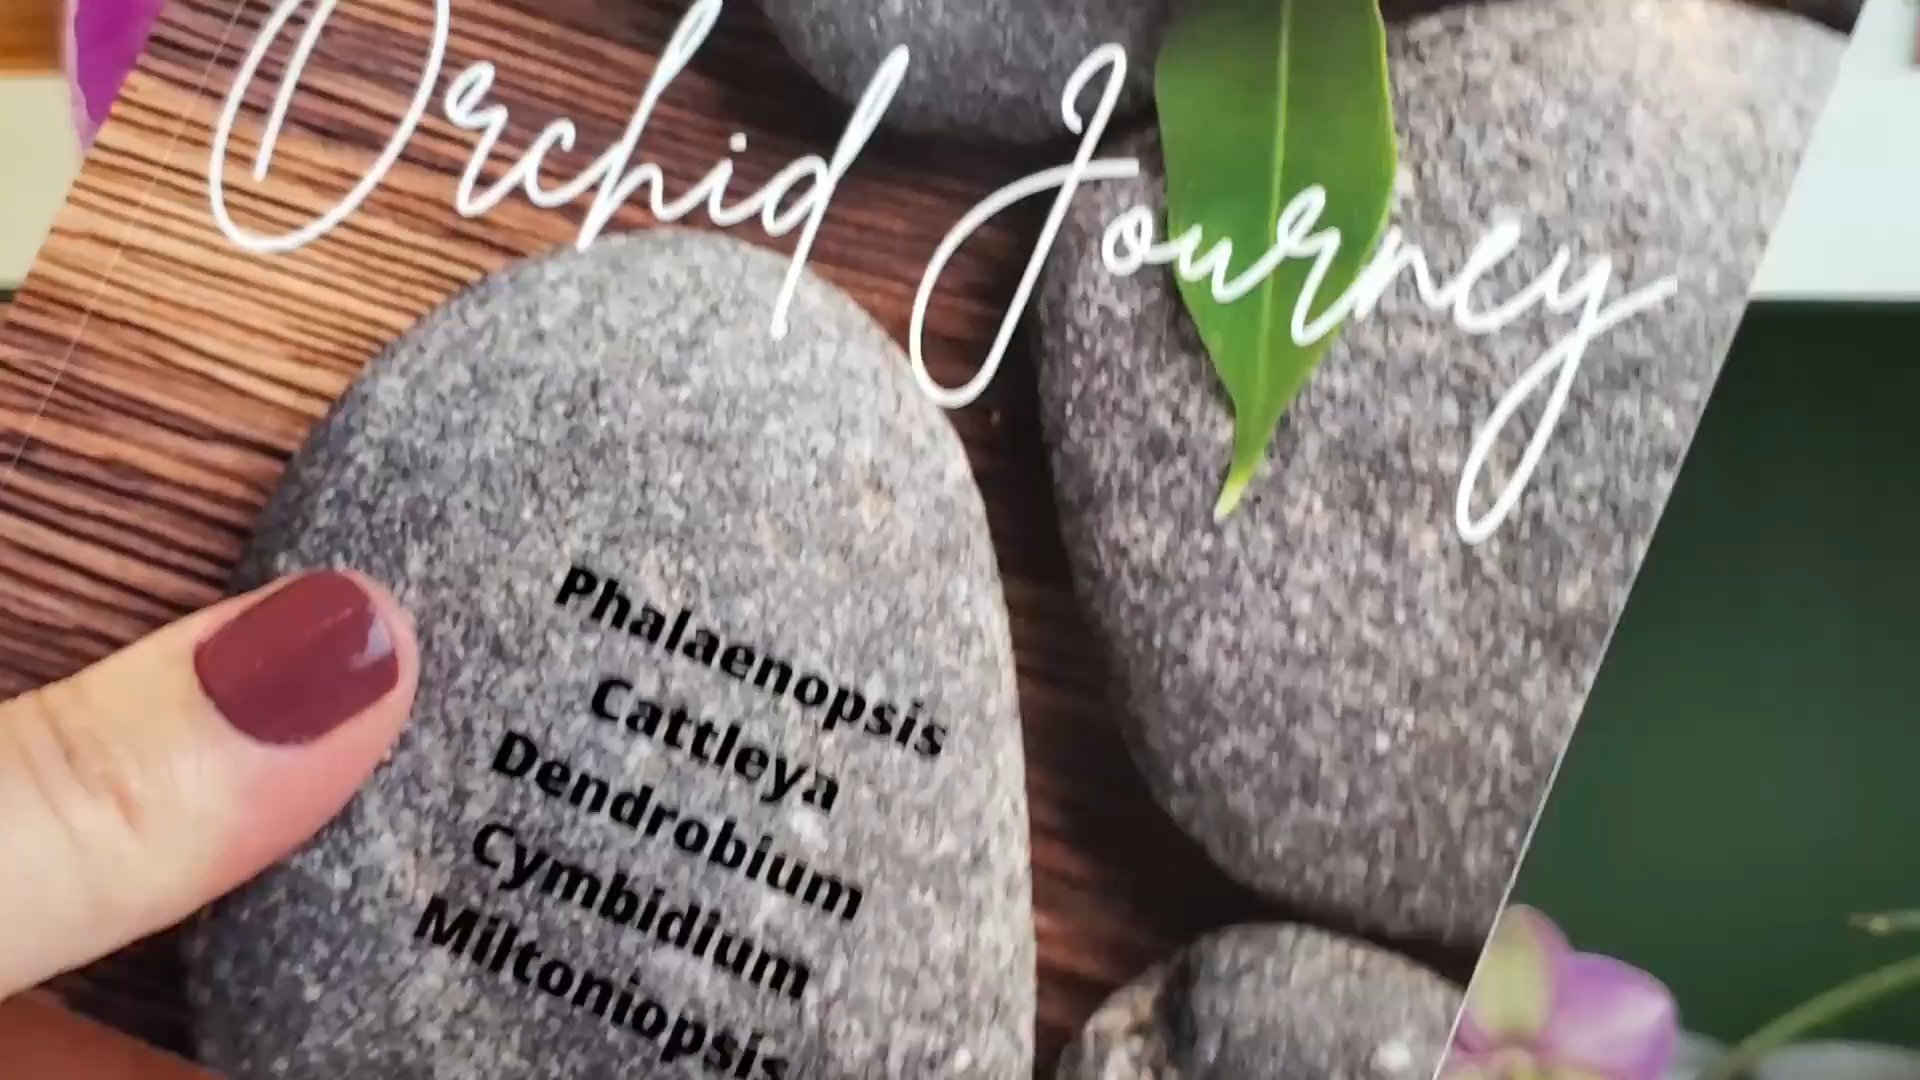 Orchid Journey
Phalaenopsis
Cattleya
Dendrobium
Cymbidium
Miltoniopsis